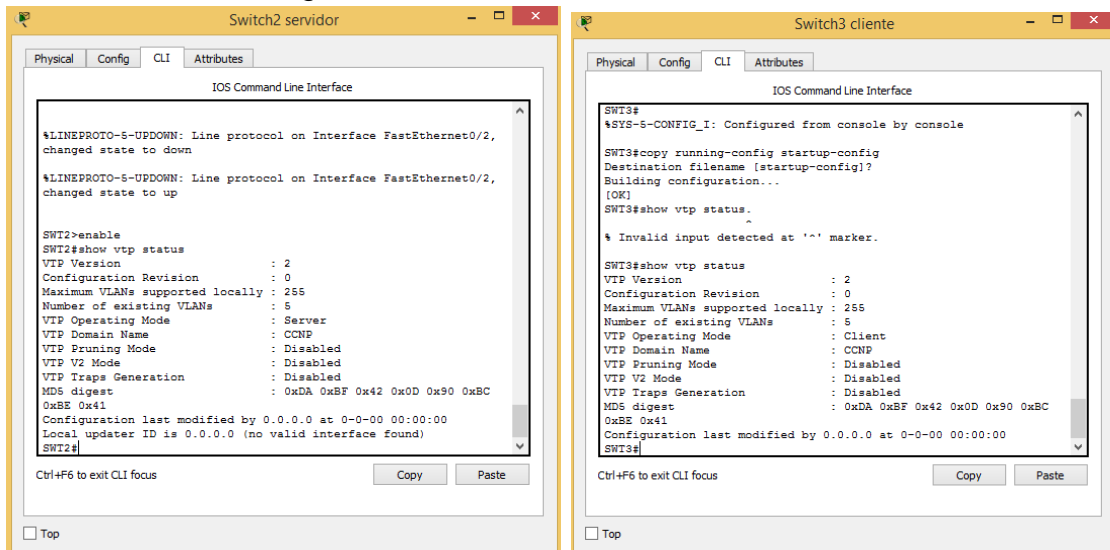 Switch2 servidor
Physical Config CLI Attributes
IOS Command Line Interface
%LINEPROTO-5-UPDOWN: Line protocol on Interface FastEthernet0/2,
changed state to down
%LINEPROTO-5-UPDOWN: Line protocol on Interface FastEthernet0/2,
changed state to up
SWT2>enable
SWT2#show vtp status
VTP Version : 2
Configuration Revision : 0
Maximum VLANs supported locally : 255
Number of existing VLANs : 5
VTP Operating Mode : Server
VTP Domain Name : CCNP
VTP Pruning Mode : Disabled
VTP V2 Mode : Disabled
VTP Traps Generation : Disabled
MD5 digest : 0xDA 0xBF 0x42 0x0D 0x90 0xBC
0xBE 0x41
Configuration last modified by 0.0.0.0 at 0-0-00 00:00:00
Local updater ID is 0.0.0.0 (no valid interface found)
SWT2#
Ctrl+F6 to exit CLI focus
Copy Paste
Top
Switch3 cliente
Physical Config CLI Attributes
IOS Command Line Interface
SWT3#
%SYS-5-CONFIG_I: Configured from console by console
SWT3#copy running-config startup-config
Destination filename [startup-config]?
Building configuration...
[OK]
SWT3#show vtp status.
^
% Invalid input detected at '^' marker.
SWT3#show vtp status
VTP Version : 2
Configuration Revision : 0
Maximum VLANs supported locally : 255
Number of existing VLANs : 5
VTP Operating Mode : Client
VTP Domain Name : CCNP
VTP Pruning Mode : Disabled
VTP V2 Mode : Disabled
VTP Traps Generation : Disabled
MD5 digest : 0xDA 0xBF 0x42 0x0D 0x90 0xBC
0xBE 0x41
Configuration last modified by 0.0.0.0 at 0-0-00 00:00:00
SWT3#
Ctrl+F6 to exit CLI focus
Copy Paste
Top